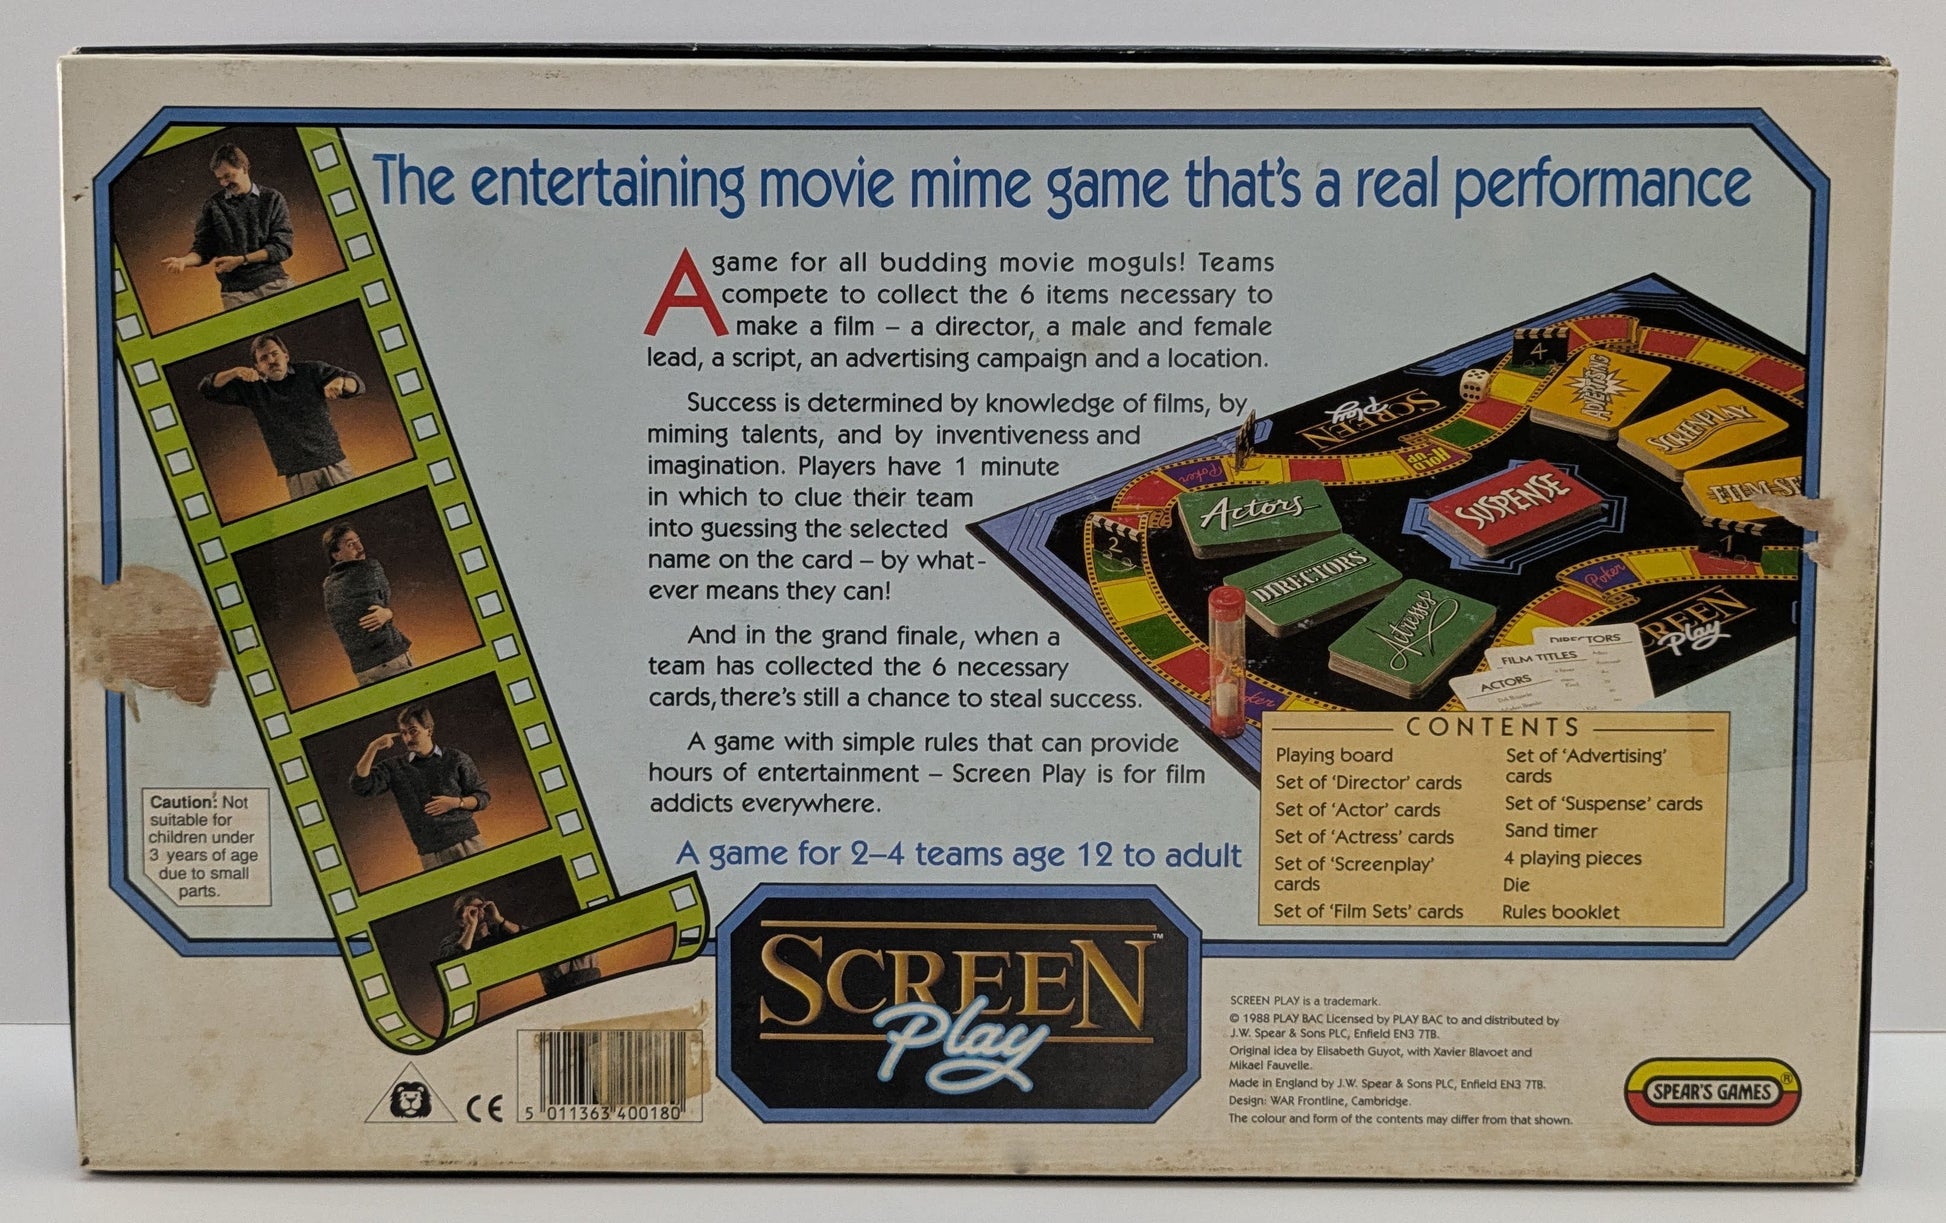 The entertaining movie mime game that's a real performance
A game for all budding movie moguls! Teams
compete to collect the 6 items necessary to
make a film – a director, a male and female
lead, a script, an advertising campaign and a location.
Success is determined by knowledge of films, by
miming talents, and by inventiveness and
imagination. Players have 1 minute
in which to clue their team
into guessing the selected
name on the card – by what-
ever means they can!
And in the grand finale, when a
team has collected the 6 necessary
cards, there's still a chance to steal success.
A game with simple rules that can provide
hours of entertainment – Screen Play is for film
addicts everywhere.
A game for 2–4 teams age 12 to adult
4
ADVERTISING
SCREENPLAY
SCREEN
Play
HOLD
UP
Poker
Actors
SUSPENSE
2
1
DIRECTORS
Actresses
Poker
SCREEN
Play
DIRECTORS
FILM TITLES
ACTORS
CONTENTS
Playing board
Set of 'Director' cards
Set of 'Actor' cards
Set of 'Actress' cards
Set of 'Screenplay'
cards
Set of 'Film Sets' cards
Set of 'Advertising'
cards
Set of 'Suspense' cards
Sand timer
4 playing pieces
Die
Rules booklet
Caution: Not
suitable for
children under
3 years of age
due to small
parts.
SCREEN™
Play
CE
5 011363 400180
SCREEN PLAY is a trademark.
© 1988 PLAY BAC Licensed by PLAY BAC to and distributed by
J.W. Spear & Sons PLC, Enfield EN3 7TB.
Original idea by Elisabeth Guyot, with Xavier Blavoet and
Mikael Fauvelle.
Made in England by J.W. Spear & Sons PLC, Enfield EN3 7TB.
Design: WAR Frontline, Cambridge.
The colour and form of the contents may differ from that shown.
SPEAR'S GAMES®